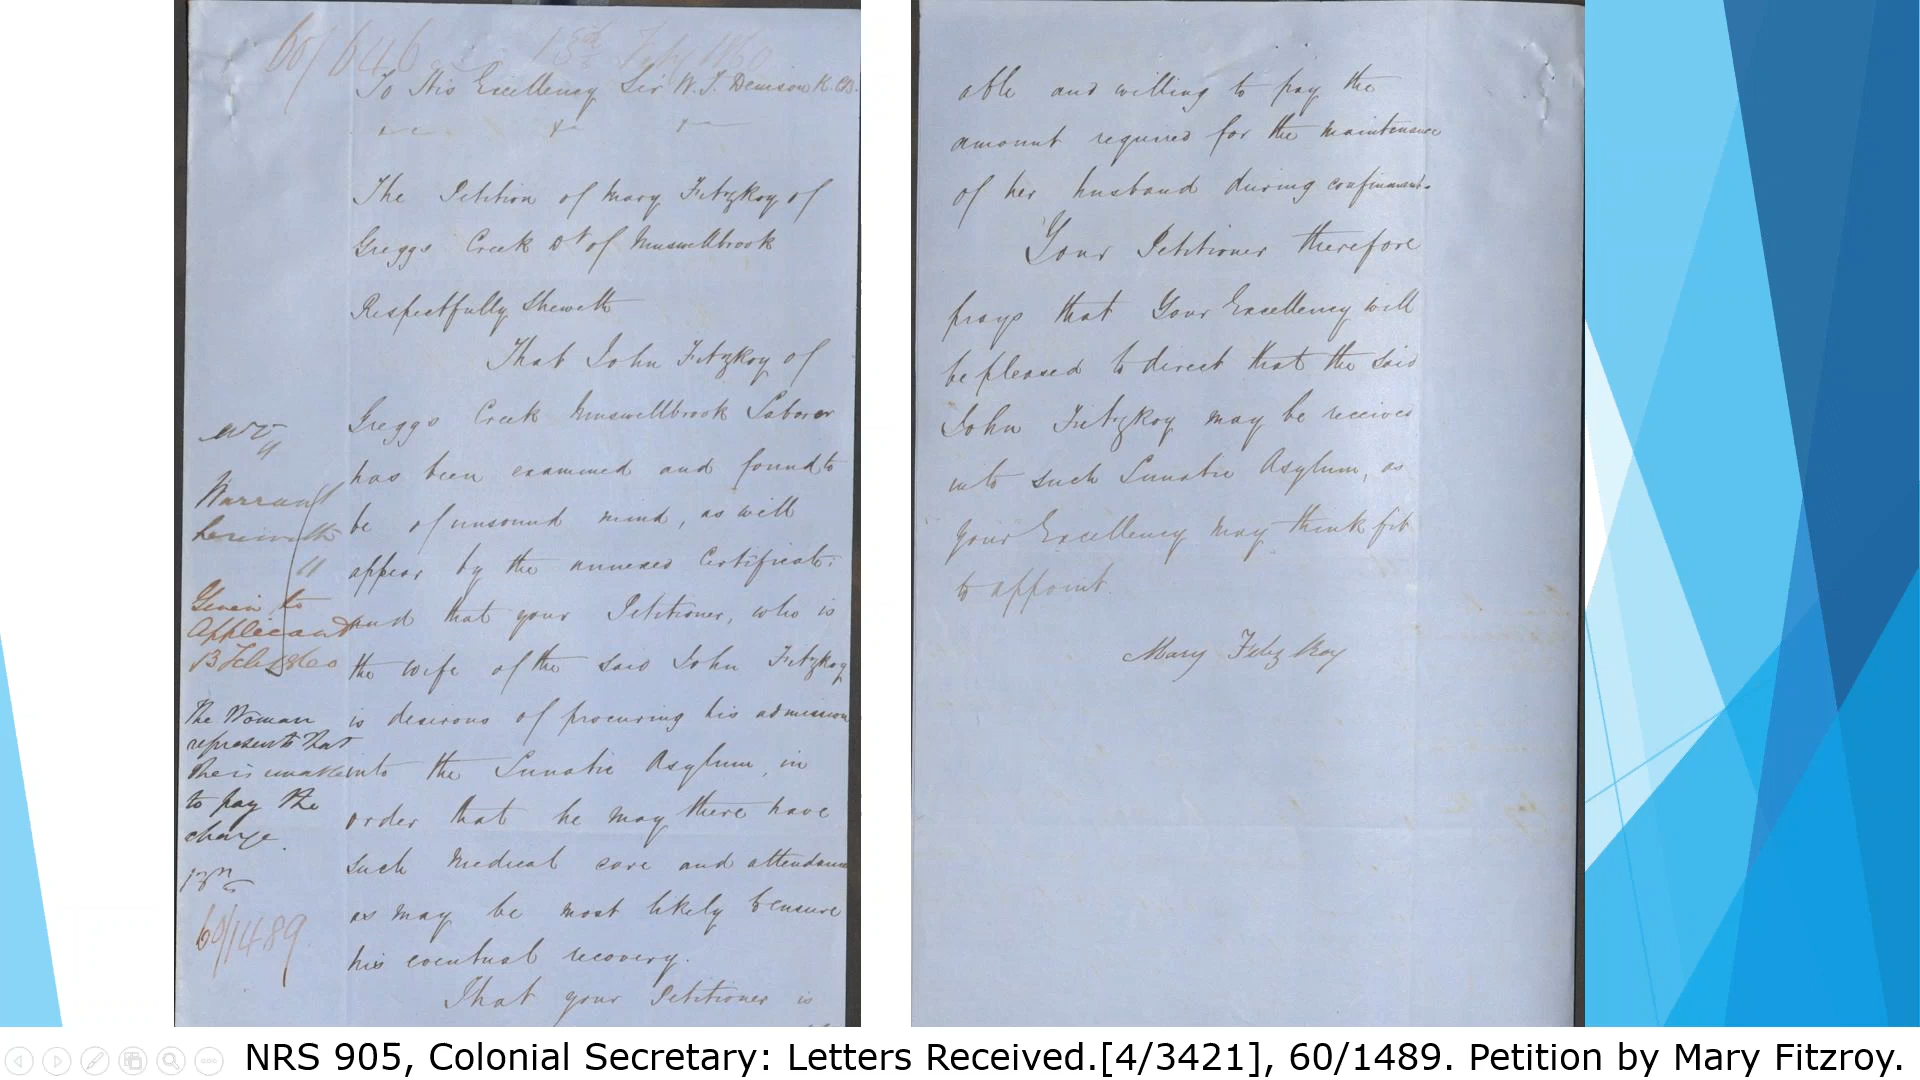 60/646 13th Feby 1860
To His Excellency Sir W. T. Denison K.C.B.
The Petition of Mary FitzRoy of
Greggs Creek Dt of Muswellbrook
Respectfully Sheweth
That John FitzRoy of
Greggs Creek Muswellbrook Laborer
has been examined and found to
be of unsound mind, as will
appear by the annexed Certificate;
and that your Petitioner, who is
the wife of the said John FitzRoy
is desirous of procuring his admission
into the Lunatic Asylum, in
order that he may there have
such Medical care and attendance
as may be most likely to ensure
his eventual recovery.
That your Petitioner is
Warrant
herewith
11
Given to
Applicant
13 Feby 1860
The Woman
represents that
she is unable
to pay the
charge.
60/1489
able and willing to pay the
amount required for the maintenance
of her husband during confinement.
Your Petitioner therefore
prays that Your Excellency will
be pleased to direct that the said
John FitzRoy may be received
into such Lunatic Asylum, as
your Excellency may think fit
to appoint.
Mary Fitz Roy
NRS 905, Colonial Secretary: Letters Received.[4/3421], 60/1489. Petition by Mary Fitzroy.